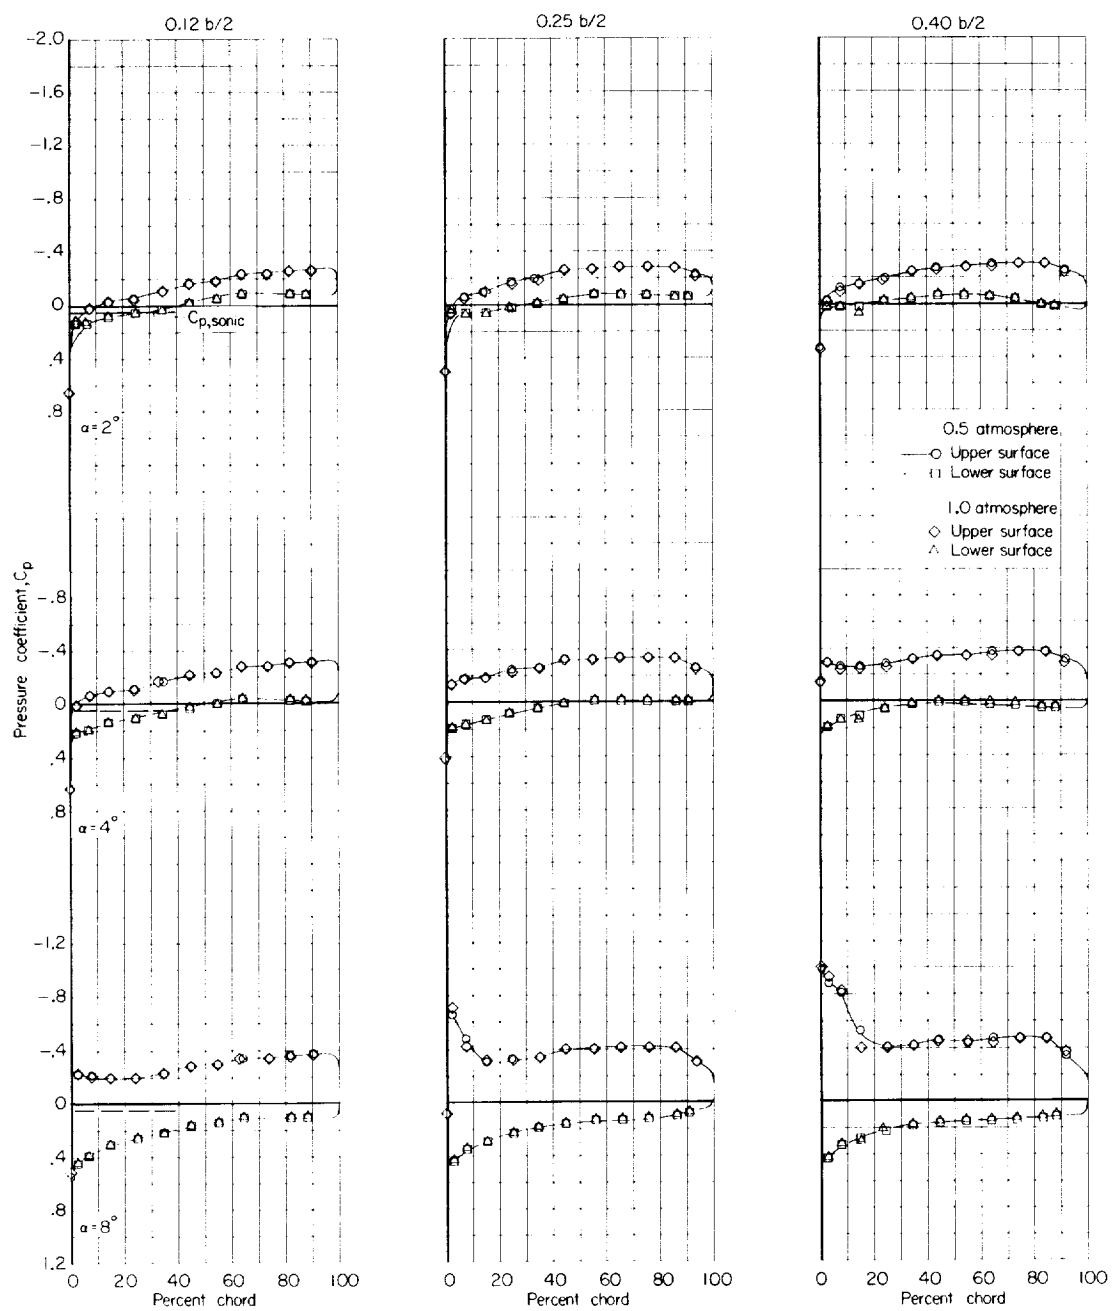 0.12 b/2 0.25 b/2 0.40 b/2
-2.0
-1.6
-1.2
-.8
-.4
0
C_p,sonic
.4
.8
α=2°
0.5 atmosphere
Upper surface
Lower surface
1.0 atmosphere
Upper surface
Lower surface
Pressure coefficient, C_p
-.8
-.4
0
.4
.8
α=4°
-1.2
-.8
-.4
0
.4
.8
α=8°
1.2
0 20 40 60 80 100 0 20 40 60 80 100 0 20 40 60 80 100
Percent chord Percent chord Percent chord